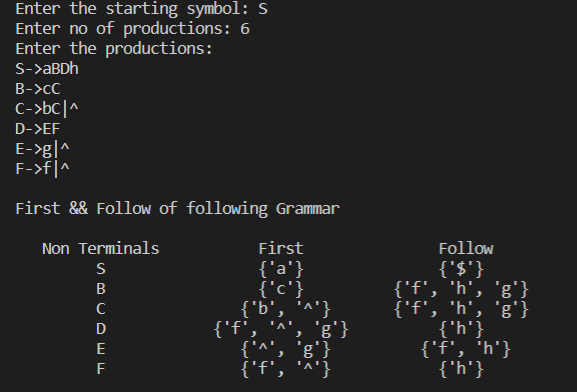 Enter the starting symbol: S
Enter no of productions: 6
Enter the productions:
S->aBDh
B->cC
C->bC|^
D->EF
E->g|^
F->f|^
First && Follow of following Grammar
Non Terminals First Follow
S {'a'} {'$'}
B {'c'} {'f', 'h', 'g'}
C {'b', '^'} {'f', 'h', 'g'}
D {'f', '^', 'g'} {'h'}
E {'^', 'g'} {'f', 'h'}
F {'f', '^'} {'h'}